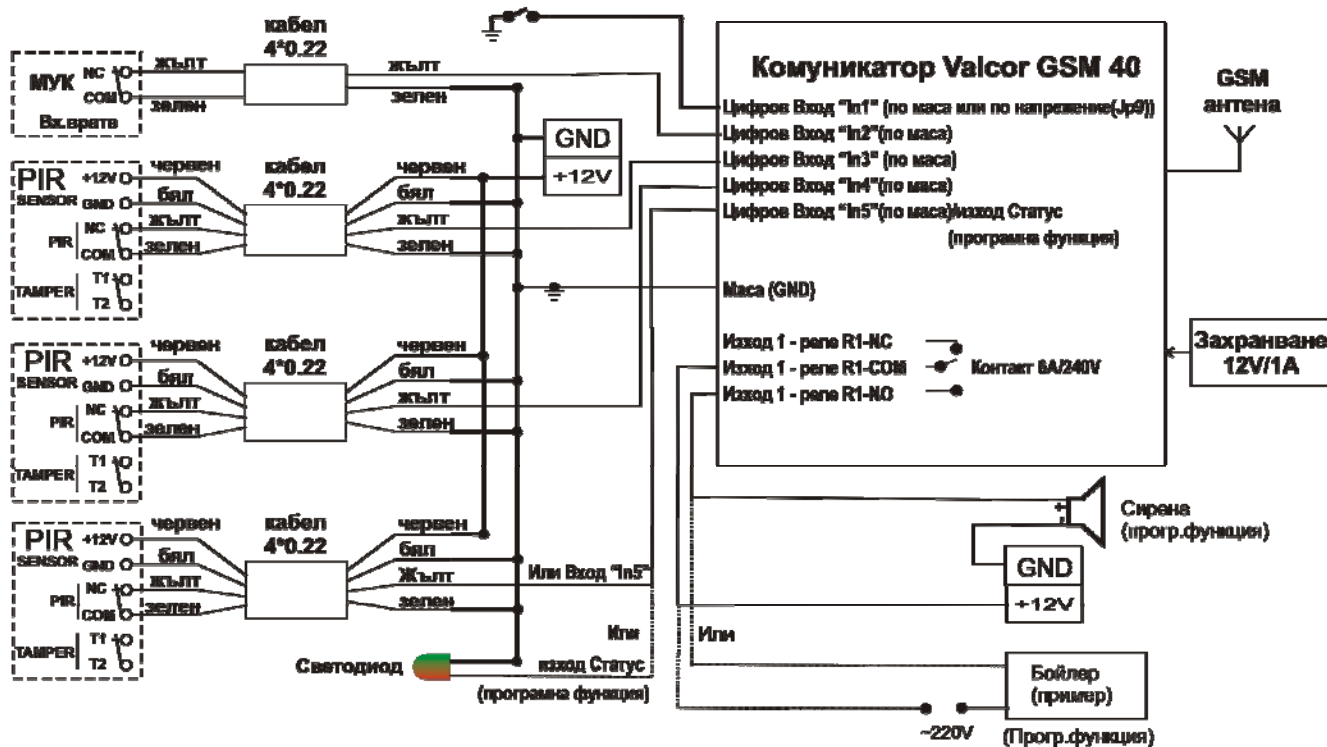 кабел
4*0.22
МУК
NC
COM
Вх.врата
жълт
зелен
жълт
зелен
GND
+12V
PIR
SENSOR
+12V
GND
PIR
NC
COM
TAMPER
T1
T2
червен
бял
жълт
зелен
кабел
4*0.22
червен
бял
жълт
зелен
PIR
SENSOR
+12V
GND
PIR
NC
COM
TAMPER
T1
T2
червен
бял
жълт
зелен
кабел
4*0.22
червен
бял
жълт
зелен
PIR
SENSOR
+12V
GND
PIR
NC
COM
TAMPER
T1
T2
червен
бял
жълт
зелен
кабел
4*0.22
червен
бял
Жълт
зелен
Или Вход "In5"
Или
Светодиод
изход Статус
(програмна функция)
Комуникатор Valcor GSM 40
Цифров Вход "In1" (по маса или по напрежение(Jp9))
Цифров Вход "In2"(по маса)
Цифров Вход "In3" (по маса)
Цифров Вход "In4"(по маса)
Цифров Вход "In5"(по маса)/изход Статус
(програмна функция)
Маса (GND)
Изход 1 - реле R1-NC
Изход 1 - реле R1-COM
Контакт 6A/240V
Изход 1 - реле R1-NO
GSM
антена
Захранване
12V/1A
Сирена
(прогр.функция)
GND
+12V
Или
Бойлер
(пример)
~220V
(Прогр.функция)